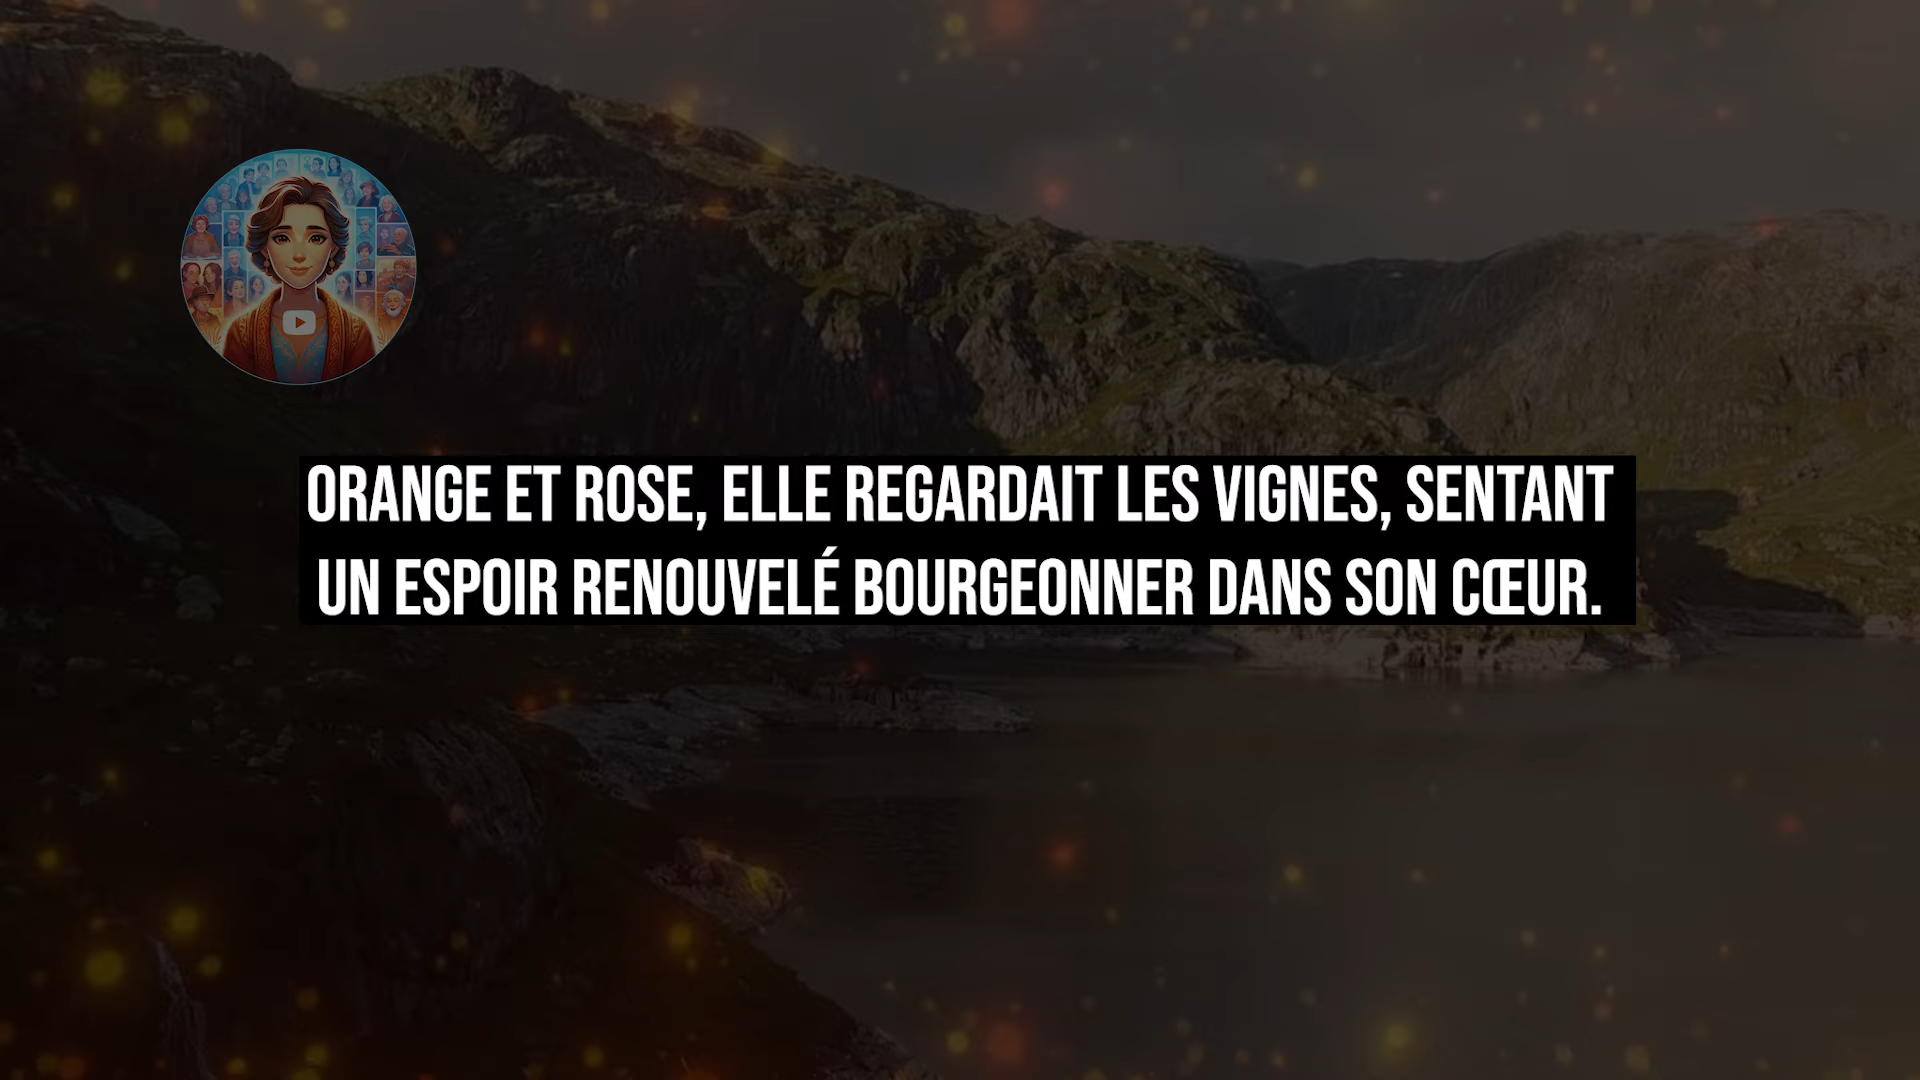 ORANGE ET ROSE, ELLE REGARDAIT LES VIGNES, SENTANT
UN ESPOIR RENOUVELÉ BOURGEONNER DANS SON CŒUR.